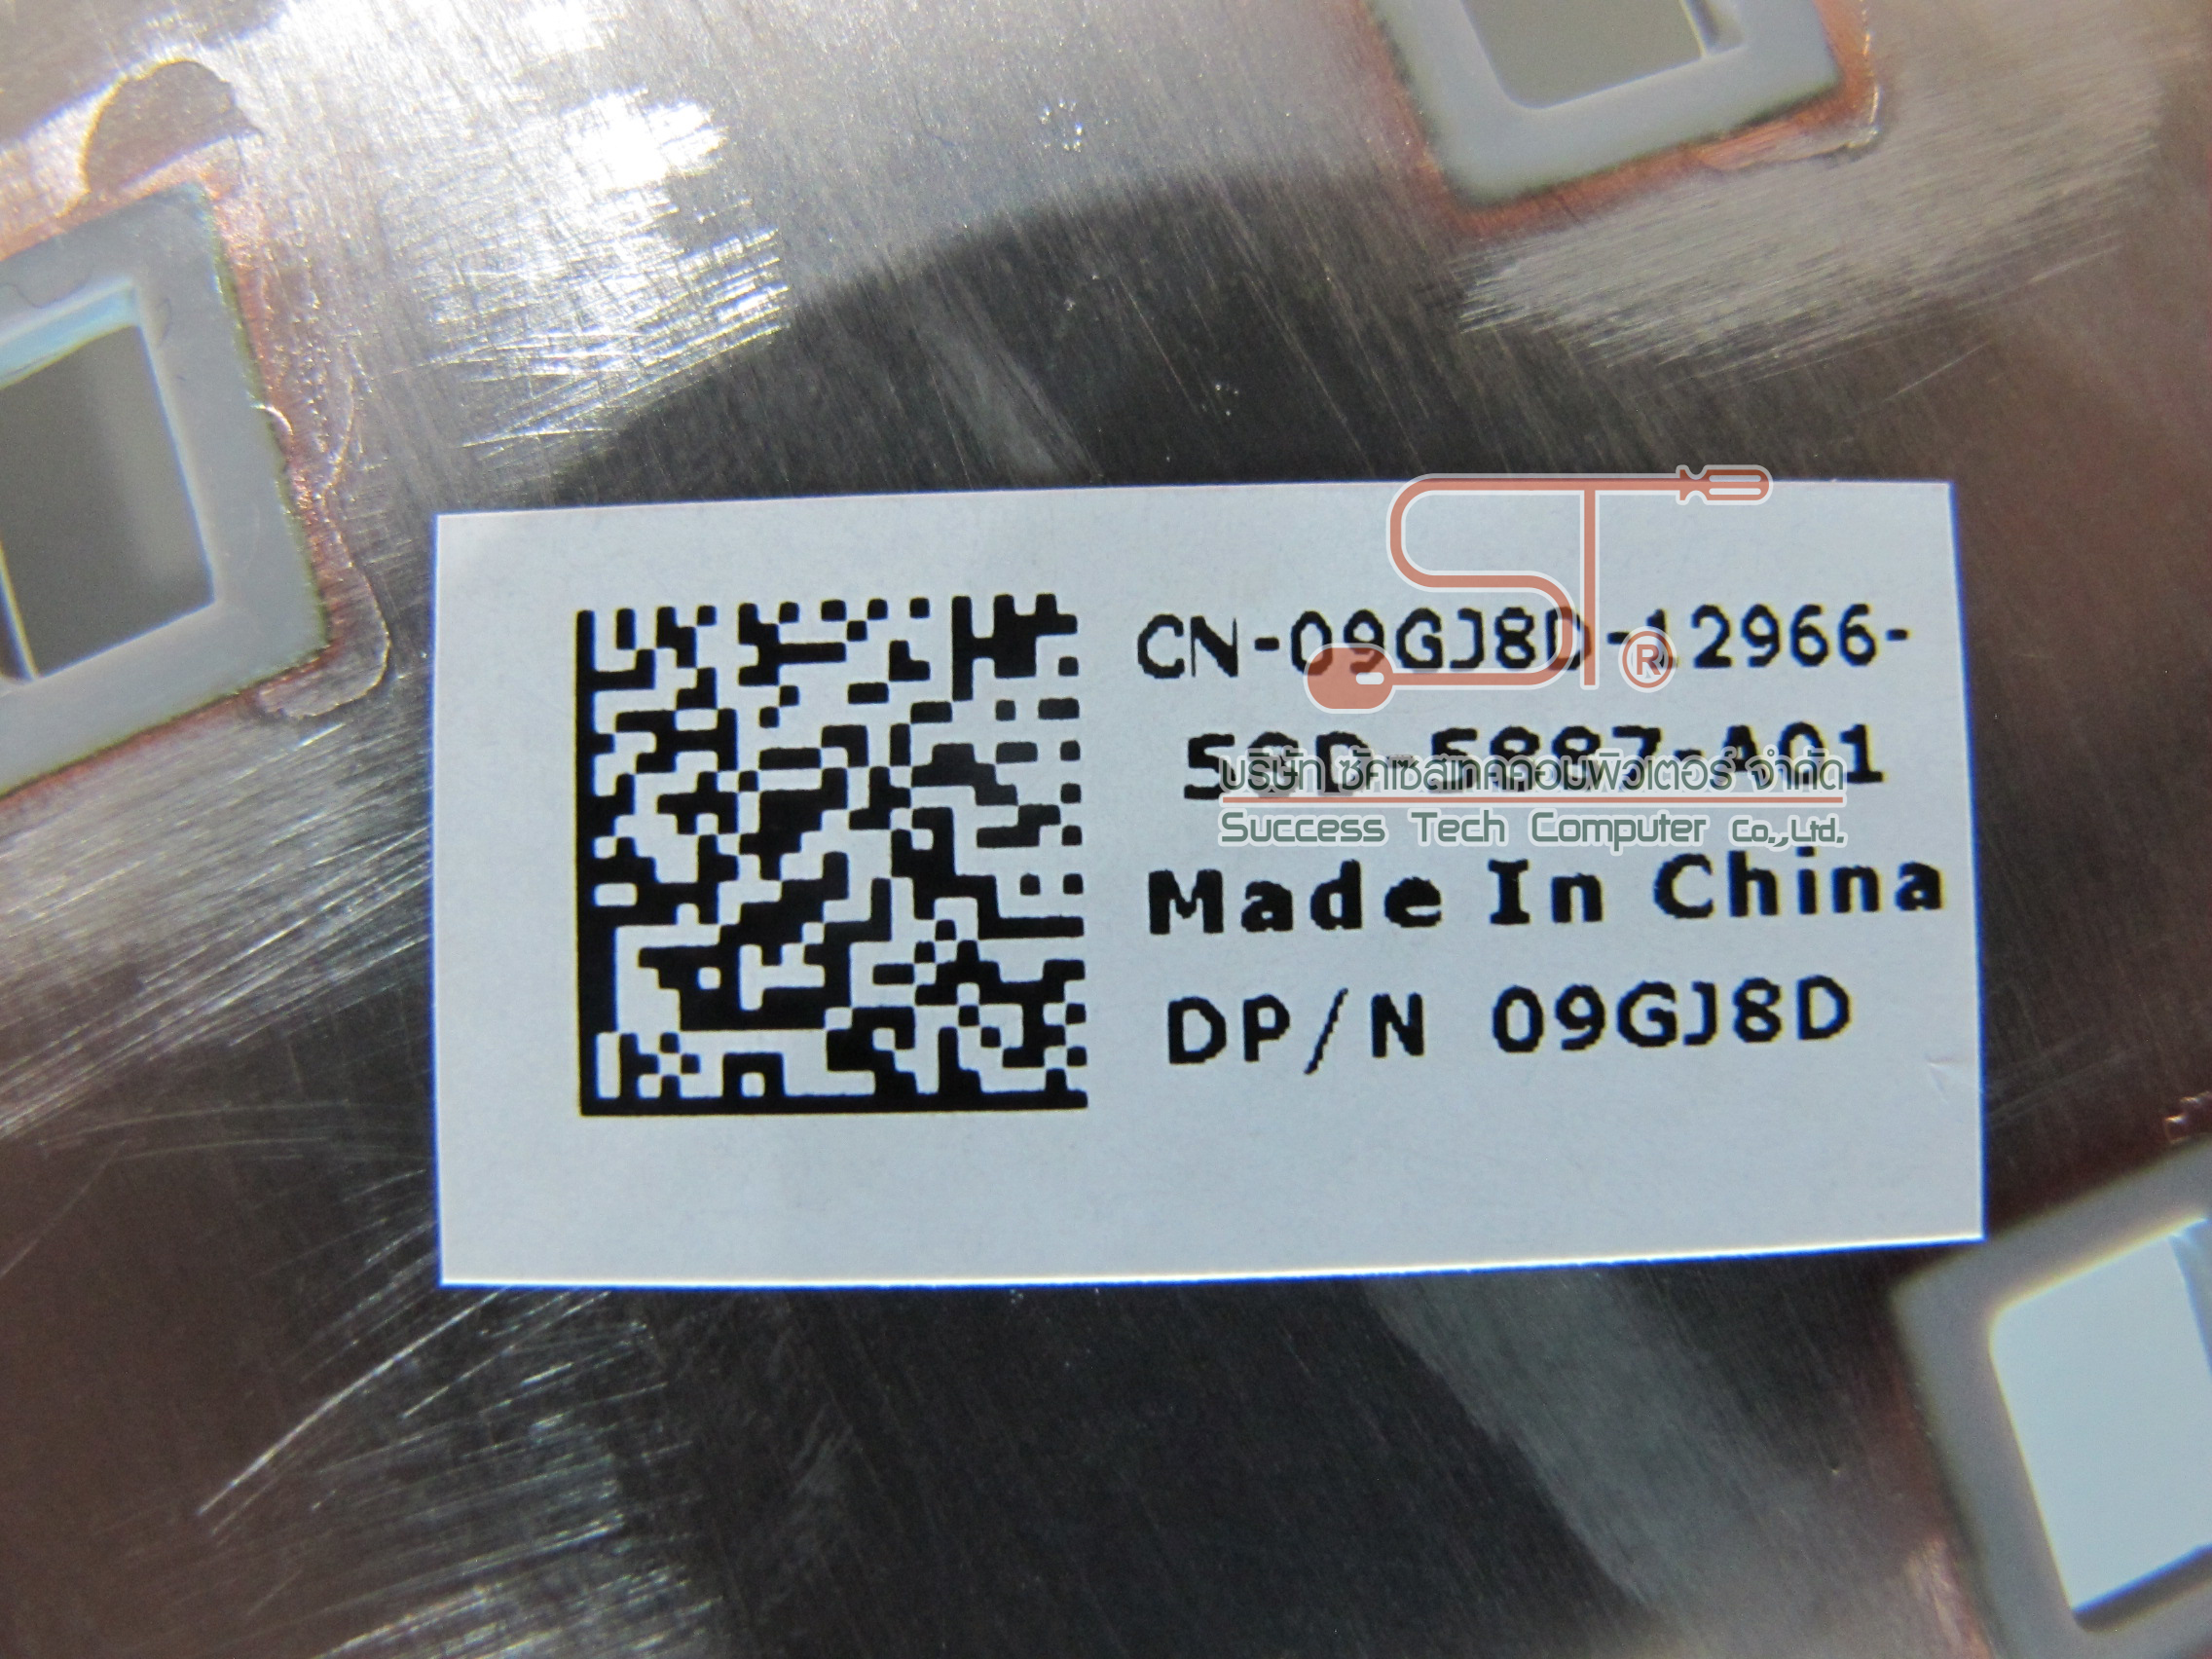 CN-09GJ8D-12966-
-5887-A01
บริษัท ซัคเซสเทคคอมพิวเตอร์ จำกัด
Success Tech Computer Co.,Ltd.
Made In China
DP/N 09GJ8D
ST®